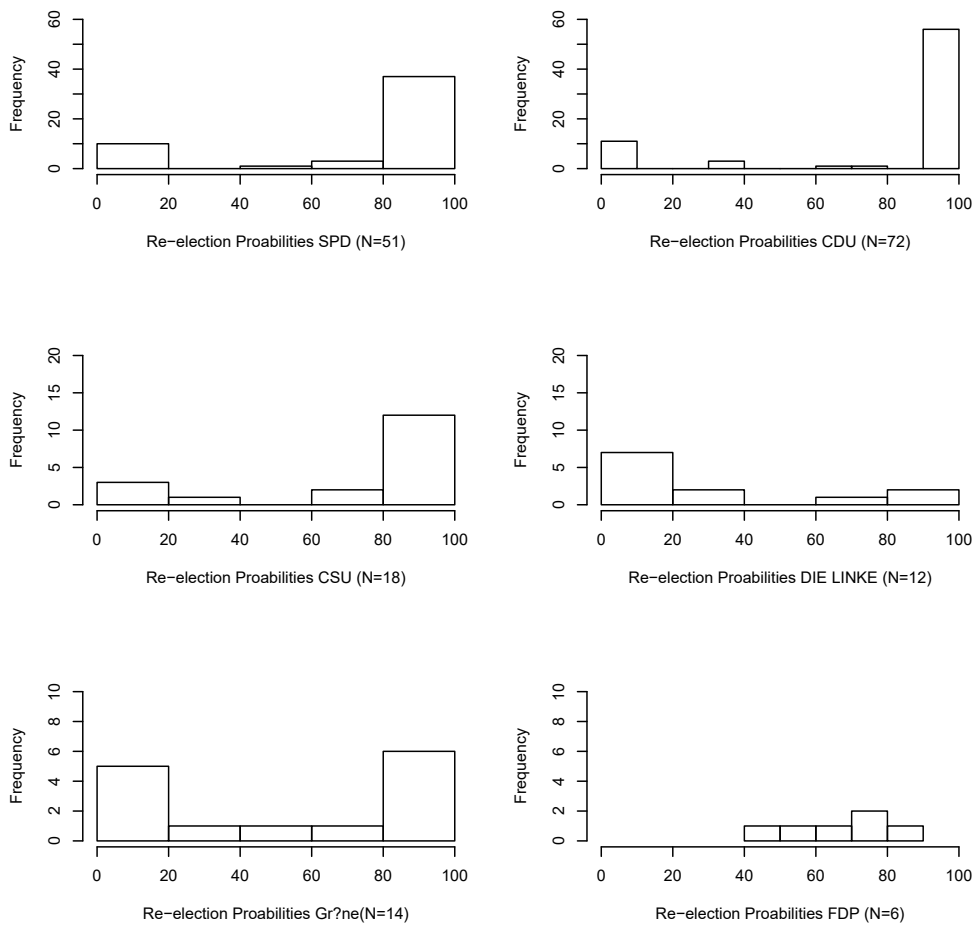 Frequency
0 20 40 60
0 20 40 60 80 100
Re−election Proabilities SPD (N=51)
Frequency
0 20 40 60
0 20 40 60 80 100
Re−election Proabilities CDU (N=72)
Frequency
0 5 10 15 20
0 20 40 60 80 100
Re−election Proabilities CSU (N=18)
Frequency
0 5 10 15 20
0 20 40 60 80 100
Re−election Proabilities DIE LINKE (N=12)
Frequency
0 2 4 6 8 10
0 20 40 60 80 100
Re−election Proabilities Gr?ne(N=14)
Frequency
0 2 4 6 8 10
0 20 40 60 80 100
Re−election Proabilities FDP (N=6)